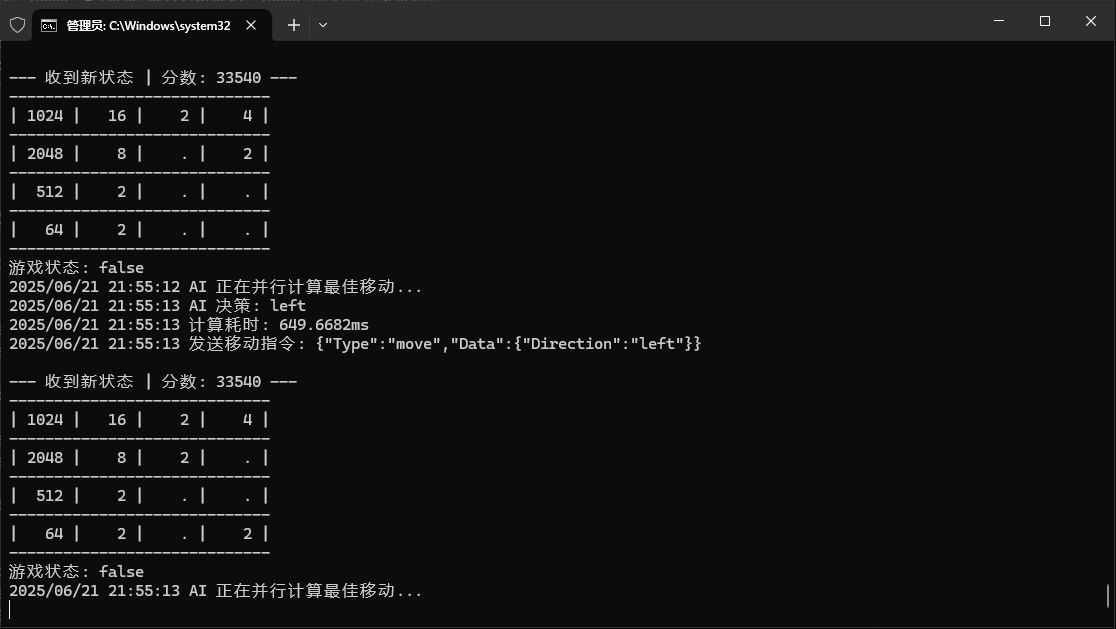 管理员: C:\Windows\system32
--- 收到新状态 | 分数: 33540 ---
-----------------------------
| 1024 |   16 |    2 |    4 |
-----------------------------
| 2048 |    8 |    . |    2 |
-----------------------------
|  512 |    2 |    . |    . |
-----------------------------
|   64 |    2 |    . |    . |
-----------------------------
游戏状态: false
2025/06/21 21:55:12 AI 正在并行计算最佳移动...
2025/06/21 21:55:13 AI 决策: left
2025/06/21 21:55:13 计算耗时: 649.6682ms
2025/06/21 21:55:13 发送移动指令: {"Type":"move","Data":{"Direction":"left"}}
--- 收到新状态 | 分数: 33540 ---
-----------------------------
| 1024 |   16 |    2 |    4 |
-----------------------------
| 2048 |    8 |    2 |    . |
-----------------------------
|  512 |    2 |    . |    . |
-----------------------------
|   64 |    2 |    . |    2 |
-----------------------------
游戏状态: false
2025/06/21 21:55:13 AI 正在并行计算最佳移动...